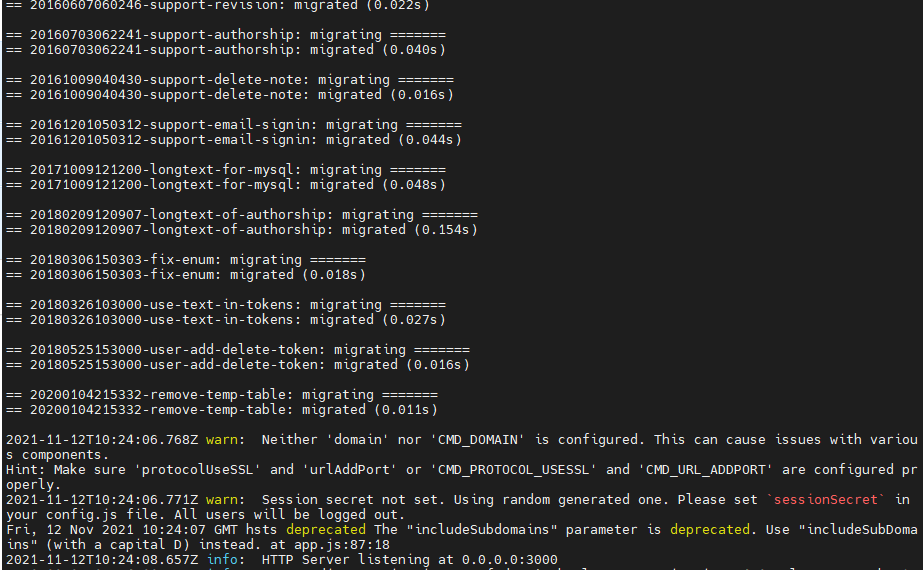 == 20160607060246-support-revision: migrated (0.022s)
== 20160703062241-support-authorship: migrating =======
== 20160703062241-support-authorship: migrated (0.040s)
== 20161009040430-support-delete-note: migrating =======
== 20161009040430-support-delete-note: migrated (0.016s)
== 20161201050312-support-email-signin: migrating =======
== 20161201050312-support-email-signin: migrated (0.044s)
== 20171009121200-longtext-for-mysql: migrating =======
== 20171009121200-longtext-for-mysql: migrated (0.048s)
== 20180209120907-longtext-of-authorship: migrating =======
== 20180209120907-longtext-of-authorship: migrated (0.154s)
== 20180306150303-fix-enum: migrating =======
== 20180306150303-fix-enum: migrated (0.018s)
== 20180326103000-use-text-in-tokens: migrating =======
== 20180326103000-use-text-in-tokens: migrated (0.027s)
== 20180525153000-user-add-delete-token: migrating =======
== 20180525153000-user-add-delete-token: migrated (0.016s)
== 20200104215332-remove-temp-table: migrating =======
== 20200104215332-remove-temp-table: migrated (0.011s)
2021-11-12T10:24:06.768Z warn:  Neither 'domain' nor 'CMD_DOMAIN' is configured. This can cause issues with variou
s components.
Hint: Make sure 'protocolUseSSL' and 'urlAddPort' or 'CMD_PROTOCOL_USESSL' and 'CMD_URL_ADDPORT' are configured pr
operly.
2021-11-12T10:24:06.771Z warn:  Session secret not set. Using random generated one. Please set `sessionSecret` in
your config.js file. All users will be logged out.
Fri, 12 Nov 2021 10:24:07 GMT hsts deprecated The "includeSubdomains" parameter is deprecated. Use "includeSubDoma
ins" (with a capital D) instead. at app.js:87:18
2021-11-12T10:24:08.657Z info:  HTTP Server listening at 0.0.0.0:3000